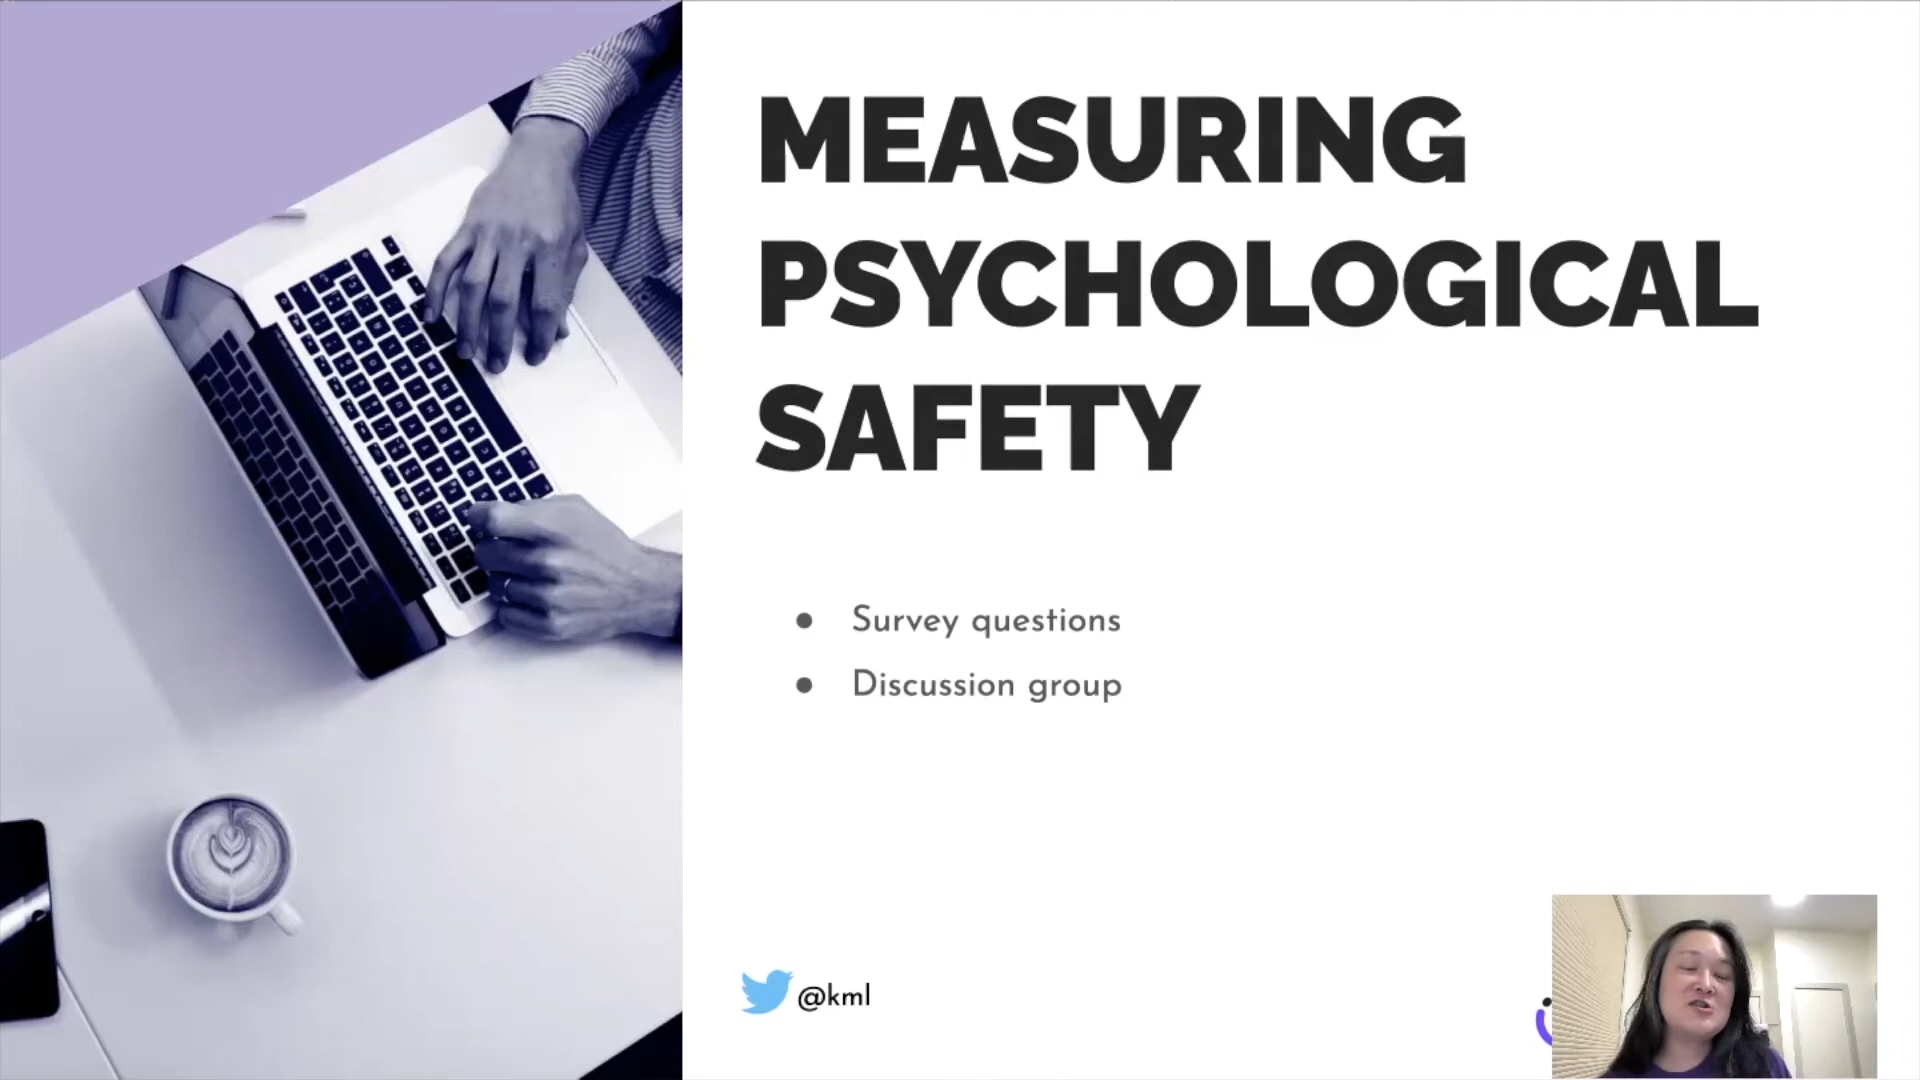 MEASURING
PSYCHOLOGICAL
SAFETY
● Survey questions
● Discussion group
@kml